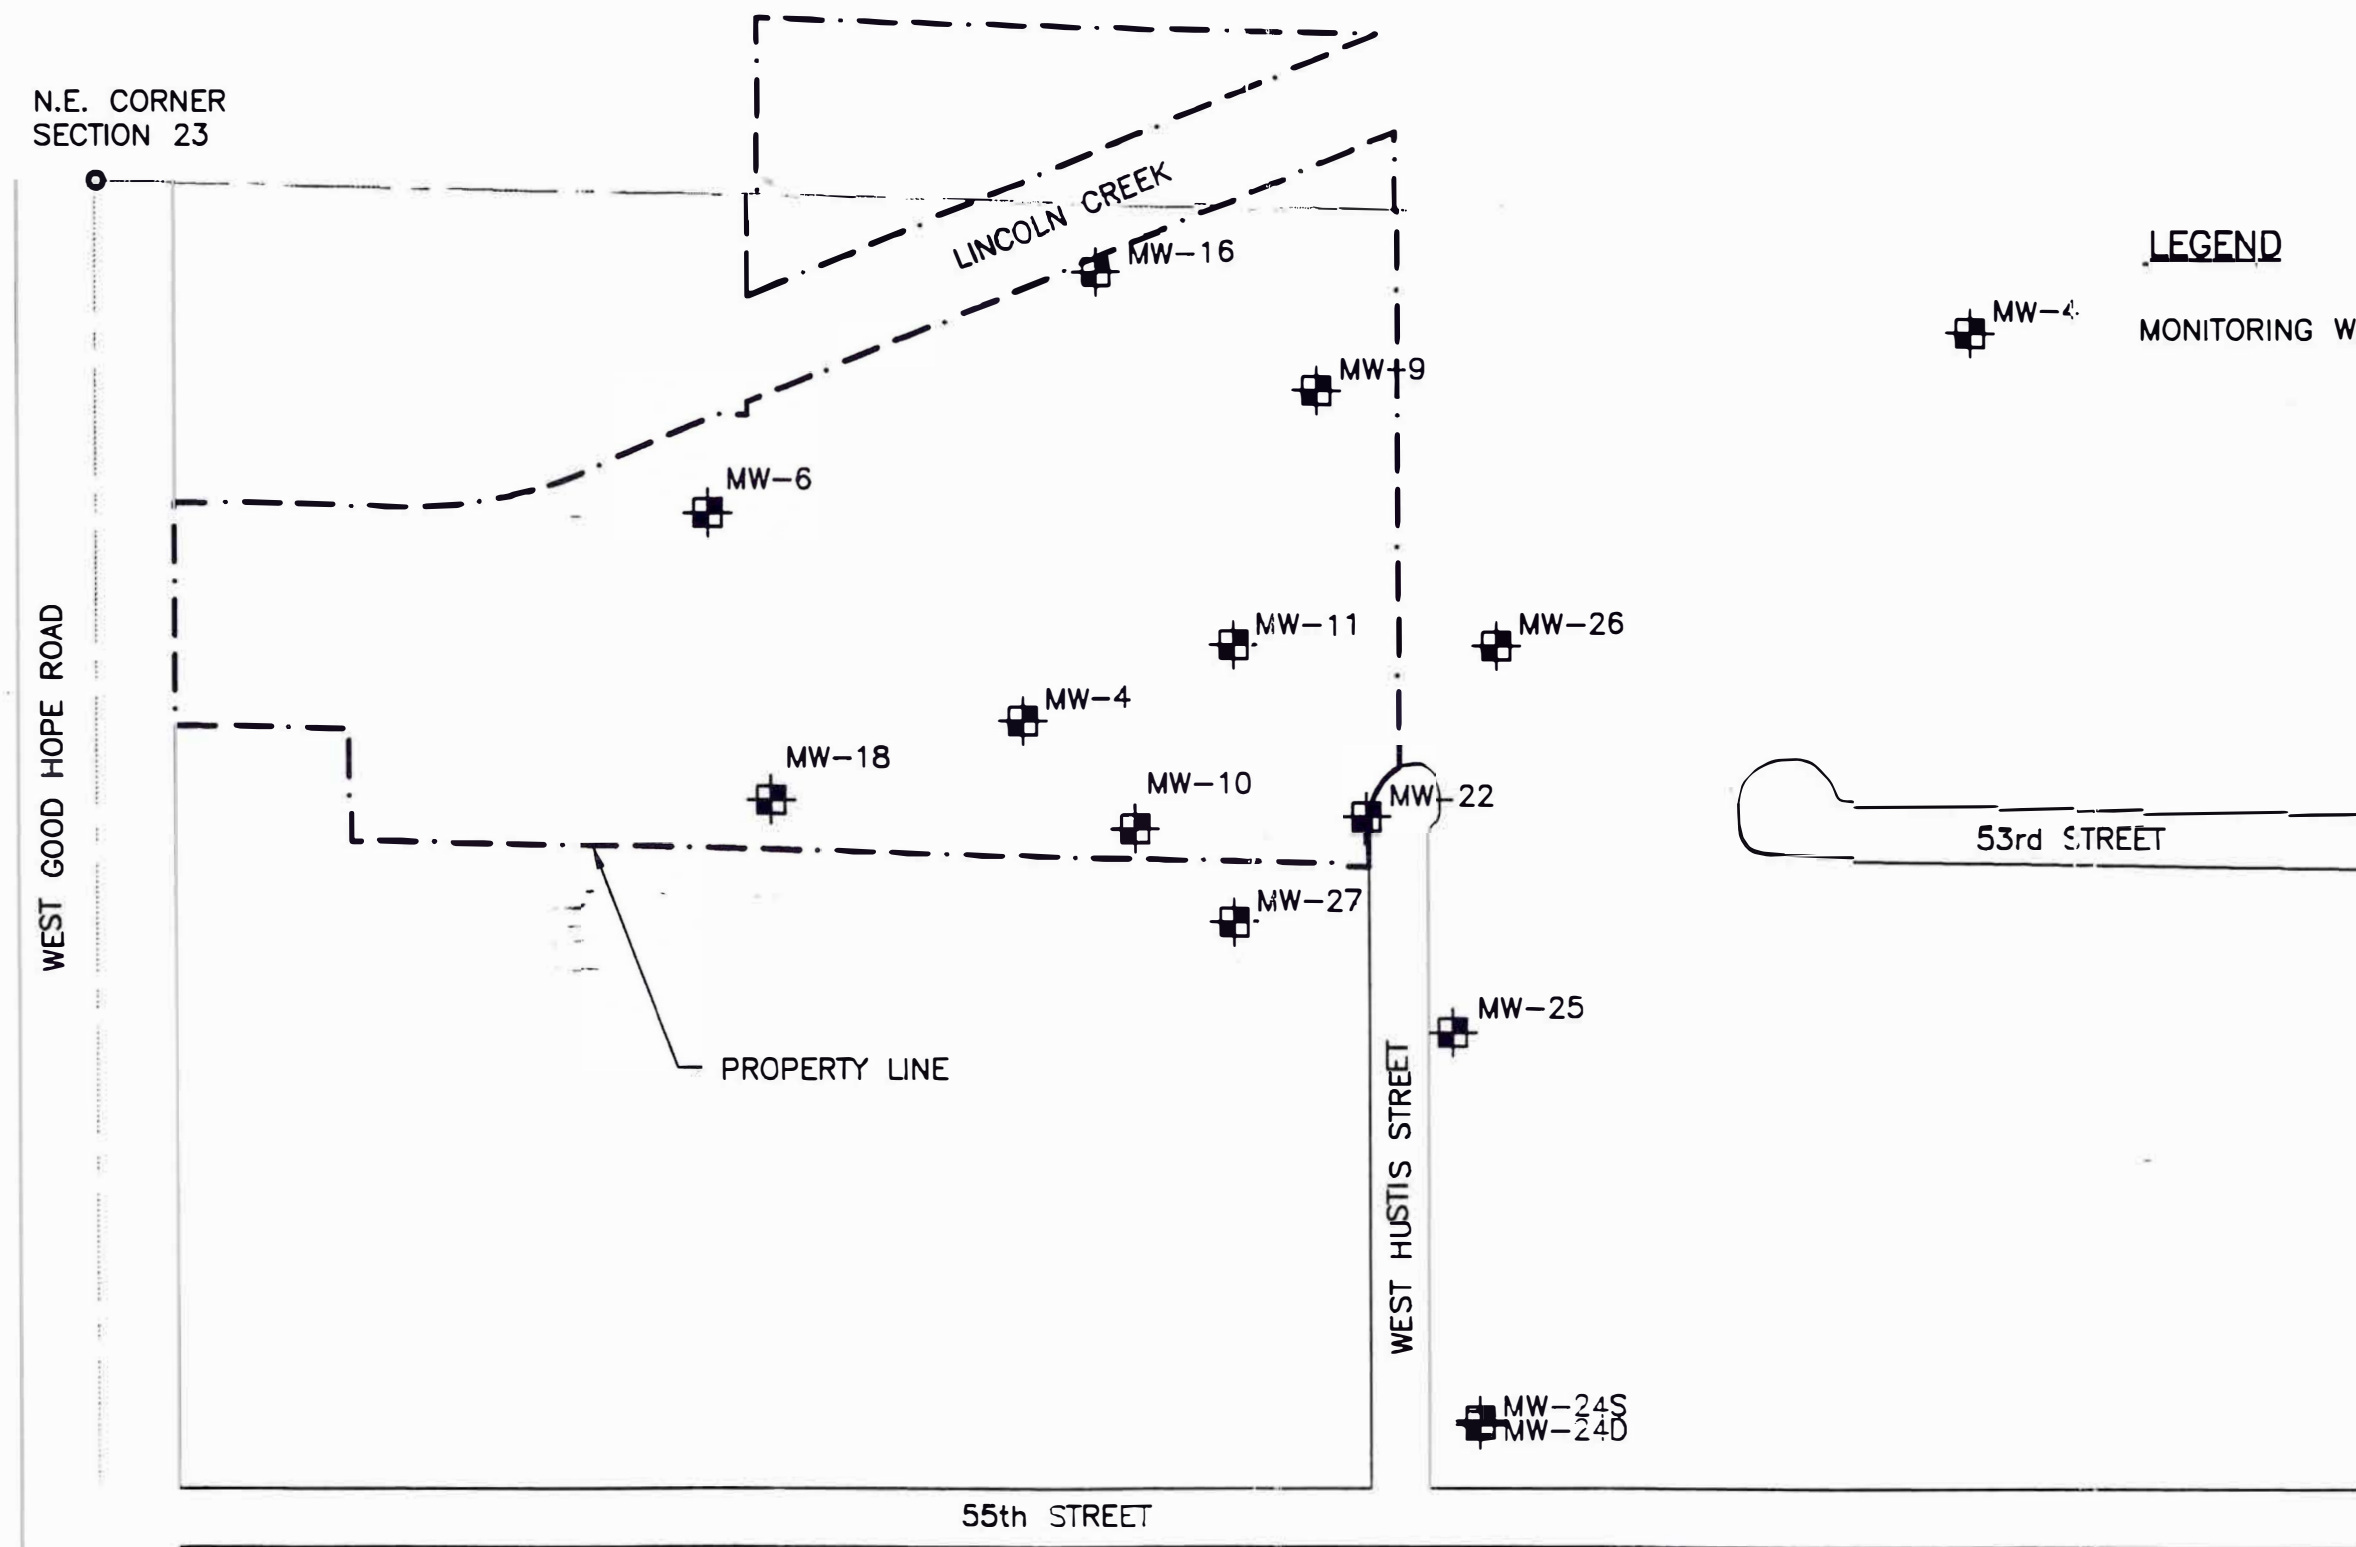 N.E. CORNER
SECTION 23
LINCOLN CREEK
MW-16
LEGEND
MW-4
MONITORING
MW-9
MW-6
MW-11
MW-26
MW-4
MW-18
MW-10
MW-22
53rd STREET
MW-27
WEST GOOD HOPE ROAD
MW-25
PROPERTY LINE
WEST HUSTIS STREET
MW-24S
MW-24D
55th STREET